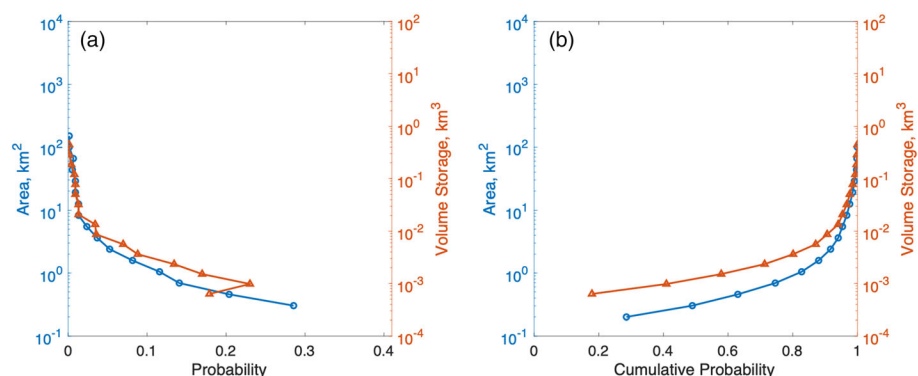 (a)
10^4
10^3
10^2
10^1
10^0
10^-1
Area, km^2
10^2
10^1
10^0
10^-1
10^-2
10^-3
10^-4
Volume Storage, km^3
0 0.1 0.2 0.3 0.4
Probability
(b)
10^4
10^3
10^2
10^1
10^0
10^-1
Area, km^2
10^2
10^1
10^0
10^-1
10^-2
10^-3
10^-4
Volume Storage, km^3
0 0.2 0.4 0.6 0.8 1
Cumulative Probability